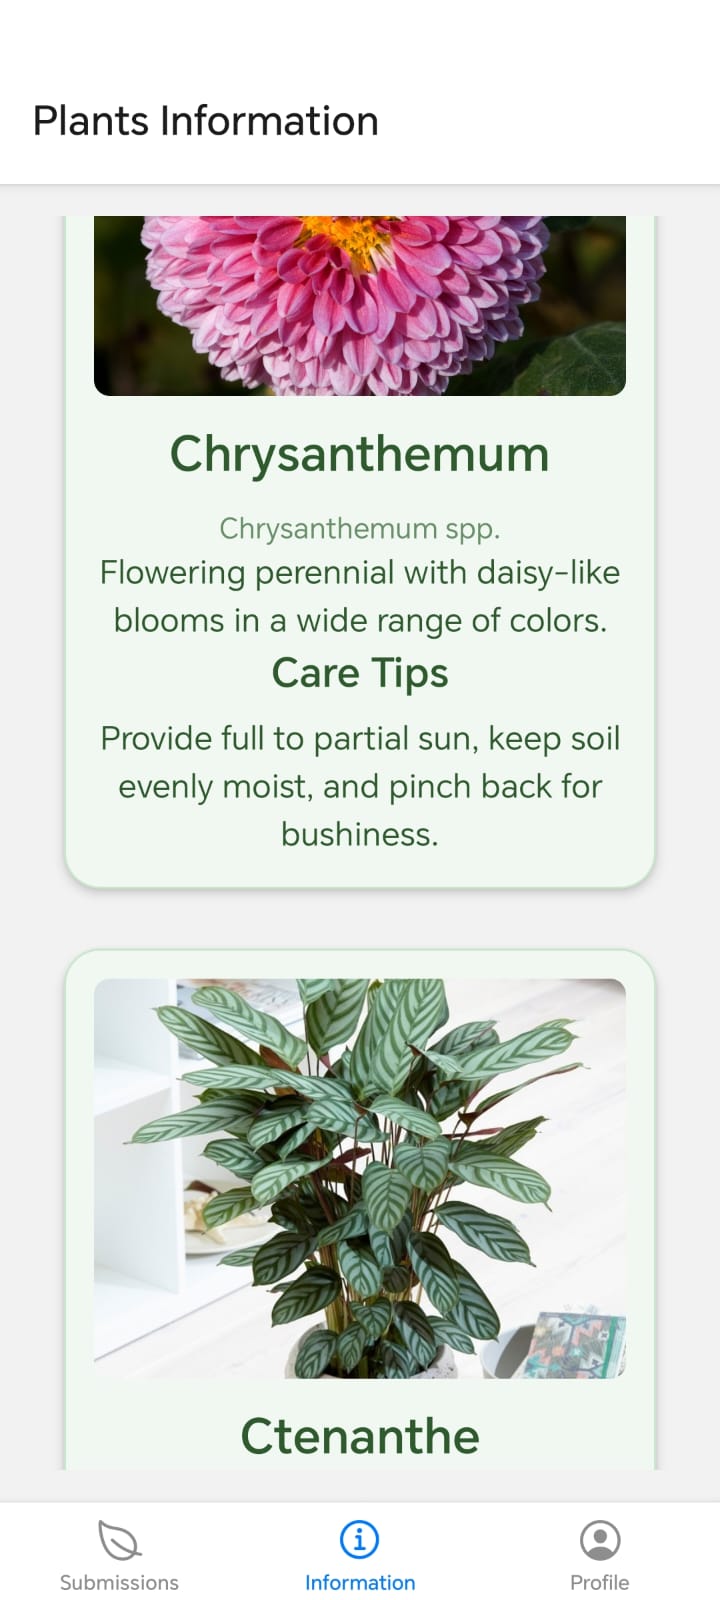 Plants Information
Chrysanthemum
Chrysanthemum spp.
Flowering perennial with daisy-like
blooms in a wide range of colors.
Care Tips
Provide full to partial sun, keep soil
evenly moist, and pinch back for
bushiness.
Ctenanthe
Submissions
Information
Profile